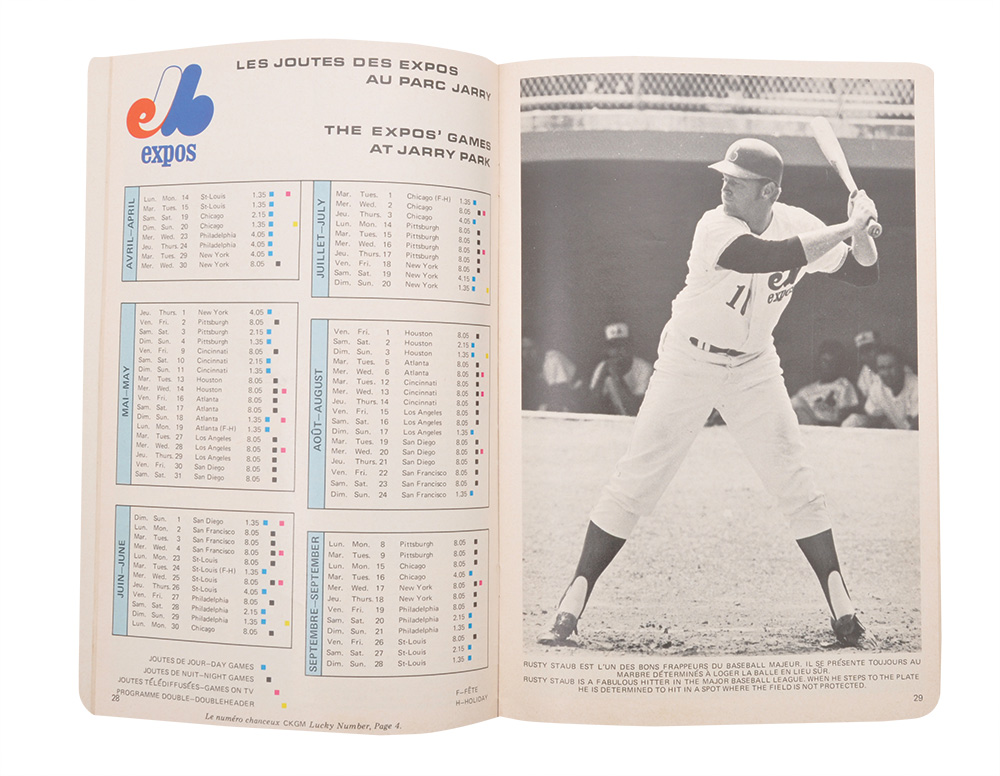 expos
LES JOUTES DES EXPOS
AU PARC JARRY
THE EXPOS' GAMES
AT JARRY PARK
AVRIL—APRIL
Lun. Mon. 14 St-Louis 1.35
Mar. Tues. 15 St-Louis 1.35
Sam. Sat. 19 Chicago 2.15
Dim. Sun. 20 Chicago 1.35
Mer. Wed. 23 Philadelphia 4.05
Jeu. Thurs. 24 Philadelphia 4.05
Mar. Tues. 29 New York 4.05
Mer. Wed. 30 New York 8.05
MAI—MAY
Jeu. Thurs. 1 New York 4.05
Ven. Fri. 2 Pittsburgh 8.05
Sam. Sat. 3 Pittsburgh 2.15
Dim. Sun. 4 Pittsburgh 1.35
Ven. Fri. 9 Cincinnati 8.05
Sam. Sat. 10 Cincinnati 2.15
Dim. Sun. 11 Cincinnati 1.35
Mar. Tues. 13 Houston 8.05
Mer. Wed. 14 Houston 8.05
Ven. Fri. 16 Atlanta 8.05
Sam. Sat. 17 Atlanta 8.05
Dim. Sun. 18 Atlanta 1.35
Lun. Mon. 19 Atlanta (F-H) 1.35
Mar. Tues. 27 Los Angeles 8.05
Mer. Wed. 28 Los Angeles 8.05
Jeu. Thurs. 29 Los Angeles 8.05
Ven. Fri. 30 San Diego 8.05
Sam. Sat. 31 San Diego 8.05
JUIN—JUNE
Dim. Sun. 1 San Diego 1.35
Lun. Mon. 2 San Francisco 8.05
Mar. Tues. 3 San Francisco 8.05
Mer. Wed. 4 San Francisco 8.05
Lun. Mon. 23 St-Louis 8.05
Mar. Tues. 24 St-Louis (F-H) 1.35
Mer. Wed. 25 St-Louis 8.05
Jeu. Thurs. 26 St-Louis 4.05
Ven. Fri. 27 Philadelphia 8.05
Sam. Sat. 28 Philadelphia 2.15
Dim. Sun. 29 Philadelphia 1.35
Lun. Mon. 30 Chicago 8.05
JUILLET—JULY
Mar. Tues. 1 Chicago (F-H) 1.35
Mer. Wed. 2 Chicago 8.05
Jeu. Thurs. 3 Chicago 4.05
Lun. Mon. 14 Pittsburgh 8.05
Mar. Tues. 15 Pittsburgh 8.05
Mer. Wed. 16 Pittsburgh 8.05
Jeu. Thurs. 17 Pittsburgh 8.05
Ven. Fri. 18 New York 8.05
Sam. Sat. 19 New York 4.15
Dim. Sun. 20 New York 1.35
AOÛT—AUGUST
Ven. Fri. 1 Houston 8.05
Sam. Sat. 2 Houston 2.15
Dim. Sun. 3 Houston 1.35
Mar. Tues. 5 Atlanta 8.05
Mer. Wed. 6 Atlanta 8.05
Mar. Tues. 12 Cincinnati 8.05
Mer. Wed. 13 Cincinnati 8.05
Jeu. Thurs. 14 Cincinnati 8.05
Ven. Fri. 15 Los Angeles 8.05
Sam. Sat. 16 Los Angeles 8.05
Dim. Sun. 17 Los Angeles 1.35
Mar. Tues. 19 San Diego 8.05
Mer. Wed. 20 San Diego 8.05
Jeu. Thurs. 21 San Diego 8.05
Ven. Fri. 22 San Francisco 8.05
Sam. Sat. 23 San Francisco 8.05
Dim. Sun. 24 San Francisco 1.35
SEPTEMBRE—SEPTEMBER
Lun. Mon. 8 Pittsburgh 8.05
Mar. Tues. 9 Pittsburgh 8.05
Lun. Mon. 15 Chicago 8.05
Mar. Tues. 16 Chicago 4.05
Mer. Wed. 17 New York 8.05
Jeu. Thurs. 18 New York 8.05
Ven. Fri. 19 Philadelphia 8.05
Sam. Sat. 20 Philadelphia 2.15
Dim. Sun. 21 Philadelphia 1.35
Ven. Fri. 26 St-Louis 8.05
Sam. Sat. 27 St-Louis 2.15
Dim. Sun. 28 St-Louis 1.35
JOUTES DE JOUR—DAY GAMES
JOUTES DE NUIT—NIGHT GAMES
JOUTES TÉLÉDIFFUSÉES—GAMES ON TV
PROGRAMME DOUBLE—DOUBLEHEADER
F—FÊTE
H—HOLIDAY
28
Le numéro chanceux CKGM Lucky Number, Page 4.
expos
RUSTY STAUB EST L'UN DES BONS FRAPPEURS DU BASEBALL MAJEUR. IL SE PRÉSENTE TOUJOURS AU
MARBRE DÉTERMINÉS À LOGER LA BALLE EN LIEU SÛR.
RUSTY STAUB IS A FABULOUS HITTER IN THE MAJOR BASEBALL LEAGUE. WHEN HE STEPS TO THE PLATE
HE IS DETERMINED TO HIT IN A SPOT WHERE THE FIELD IS NOT PROTECTED.
29